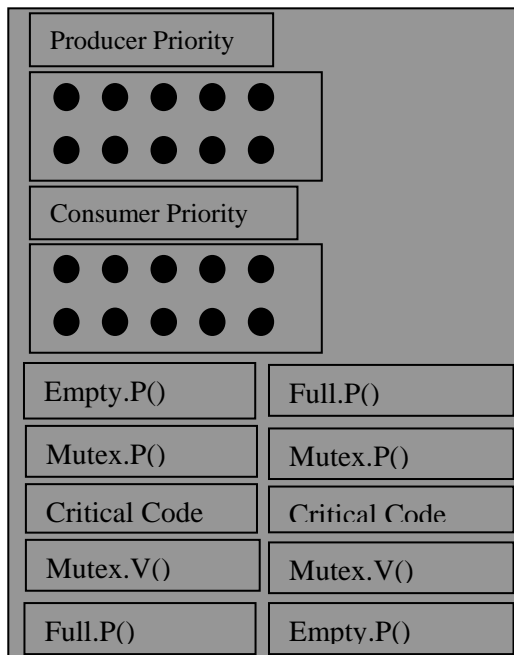 Producer Priority
Consumer Priority
Empty.P()
Full.P()
Mutex.P()
Mutex.P()
Critical Code
Critical Code
Mutex.V()
Mutex.V()
Full.P()
Empty.P()